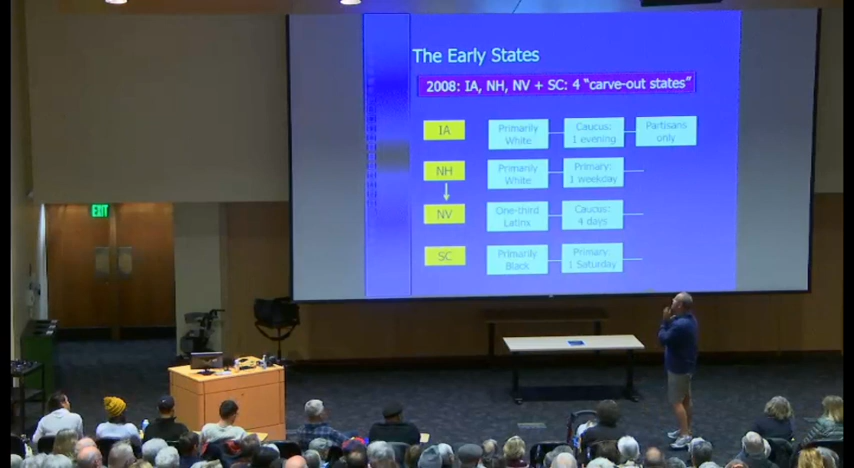 EXIT
The Early States
2008: IA, NH, NV + SC: 4 "carve-out states"
IA
Primarily
White
Caucus:
1 evening
Partisans
only
NH
Primarily
White
Primary:
1 weekday
NV
One-third
Latinx
Caucus:
4 days
SC
Primarily
Black
Primary:
1 Saturday